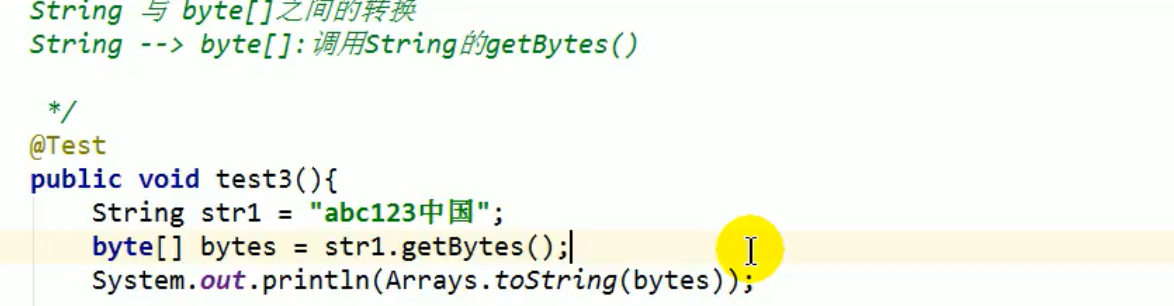 String 与 byte[]之间的转换
String --> byte[]:调用String的getBytes()
*/
@Test
public void test3(){
String str1 = "abc123中国";
byte[] bytes = str1.getBytes();
System.out.println(Arrays.toString(bytes));